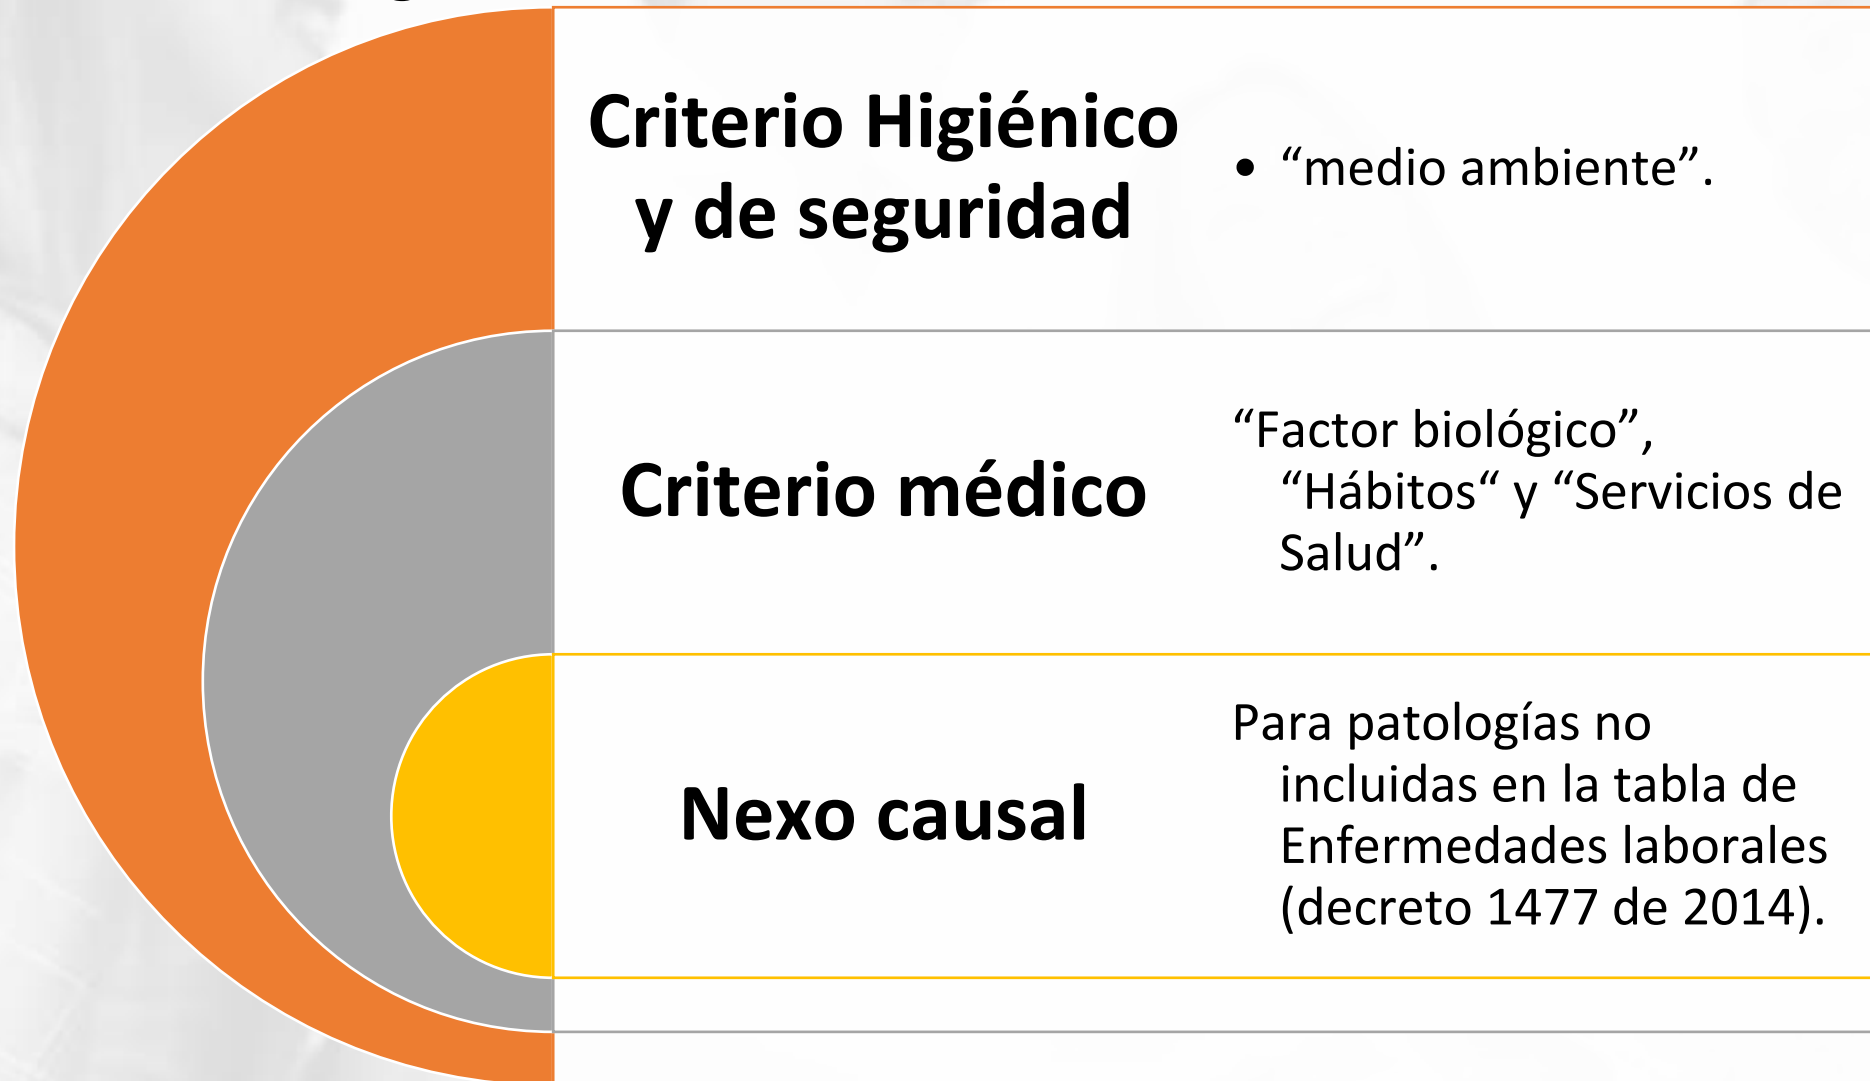 Criterio Higiénico
y de seguridad
• “medio ambiente”.
Criterio médico
“Factor biológico”,
“Hábitos“ y “Servicios de
Salud”.
Nexo causal
Para patologías no
incluidas en la tabla de
Enfermedades laborales
(decreto 1477 de 2014).